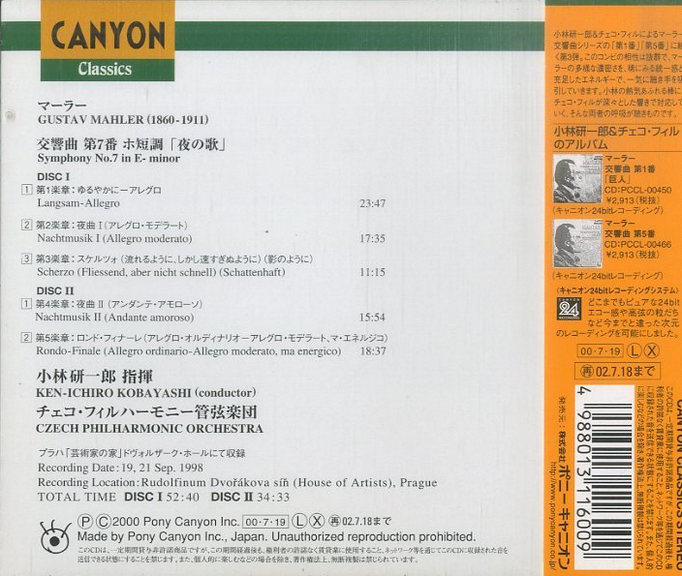 CANYON
Classics
マーラー
GUSTAV MAHLER (1860-1911)
交響曲 第7番 ホ短調「夜の歌」
Symphony No.7 in E- minor
DISC I
1 第1楽章：ゆるやかに－アレグロ
Langsam-Allegro 23:47
2 第2楽章：夜曲 I（アレグロ・モデラート）
Nachtmusik I (Allegro moderato) 17:35
3 第3楽章：スケルツォ（流れるように、しかし速すぎぬように）（影のように）
Scherzo (Fliessend, aber nicht schnell) (Schattenhaft) 11:15
DISC II
1 第4楽章：夜曲 II（アンダンテ・アモローソ）
Nachtmusik II (Andante amoroso) 15:54
2 第5楽章：ロンド・フィナーレ（アレグロ・オルディナリオーアレグロ・モデラート、マ・エネルジコ）
Rondo-Finale (Allegro ordinario-Allegro moderato, ma energico) 18:37
小林研一郎 指揮
KEN-ICHIRO KOBAYASHI (conductor)
チェコ・フィルハーモニー管弦楽団
CZECH PHILHARMONIC ORCHESTRA
プラハ「芸術家の家」ドヴォルザーク・ホールにて収録
Recording Date : 19, 21 Sep. 1998
Recording Location : Rudolfinum Dvořákova síň (House of Artists), Prague
TOTAL TIME DISC I 52:40 DISC II 34:33
Ⓟ Ⓒ 2000 Pony Canyon Inc. 00・7・19 Ⓛ Ⓧ 再 02.7.18まで
Made by Pony Canyon Inc., Japan. Unauthorized reproduction prohibited.
このCDは、一定期間貸与非許諾商品ですが、この期間経過後も、権利者の許諾なく賃貸業に使用すること、ネットワーク等を通じてこのCDに収録された音を
送信できる状態にすることを禁じます。また、個人的に楽しむなどの場合を除き、著作権法上、無断複製は禁じられています。
小林研一郎&チェコ・フィルによるマーラー
交響曲シリーズの「第1番」「第5番」に
く第3弾。このコンビの相性は抜群で、マー
ラーの多様な濃密さを、
充足したエネルギーで、一気に聴き手を
引していきます。小林の熱気あふれる棒に
チェコ・フィルが深々とした響きで対応して
いく、そんな両者の呼吸が聴きものです。
小林研一郎&チェコ・フィル
のアルバム
マーラー
交響曲 第1番
「巨人」
CD:PCCL-00450
¥2,913（税抜）
（キャニオン24bitレコーディング）
マーラー
交響曲 第5番
CD:PCCL-00466
¥2,913（税抜）
（キャニオン24bitレコーディング）
〈キャニオン24bitレコーディングシステム〉
CANYON
24
どこまでもピュアな24bit
エコー感や高弦の粒だち
など今までと違った次元
のレコーディングを可能にしました。
00・7・19 Ⓛ Ⓧ
再 02.7.18まで
4 988013 116009
発売元：株式会社 ポニーキャニオン
http://www.ponycanyon.co.jp/
CANYON CLASSICS STEREO